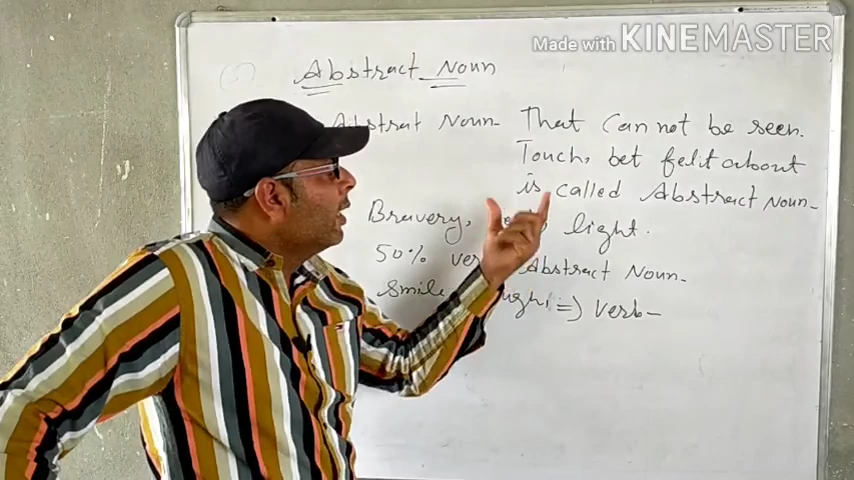 Made with KINEMASTER
Abstract Noun
Abstrat Noun- That Can not be seen.
Touch, bet felt about
is called Abstract Noun-
Bravery, light.
50% Abstract Noun-
Smile => Verb-